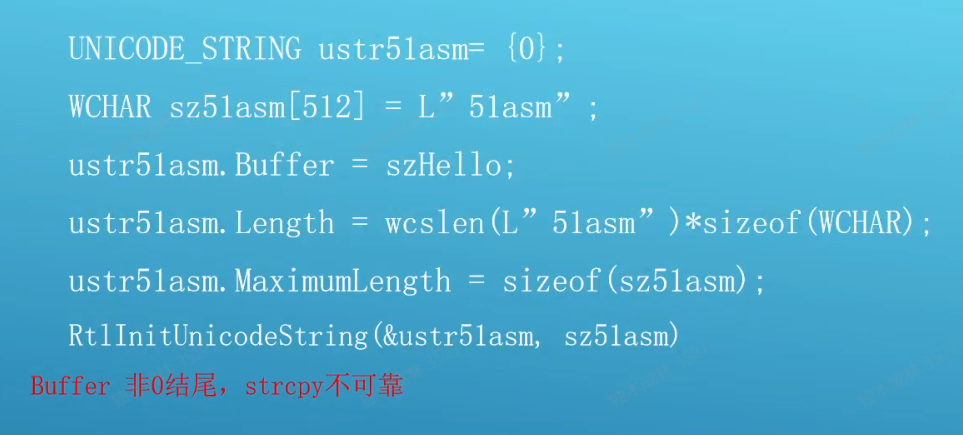 UNICODE_STRING ustr51asm= {0};
WCHAR sz51asm[512] = L”51asm”;
ustr51asm.Buffer = szHello;
ustr51asm.Length = wcslen(L”51asm”)*sizeof(WCHAR);
ustr51asm.MaximumLength = sizeof(sz51asm);
RtlInitUnicodeString(&ustr51asm, sz51asm)
Buffer 非0结尾，strcpy不可靠